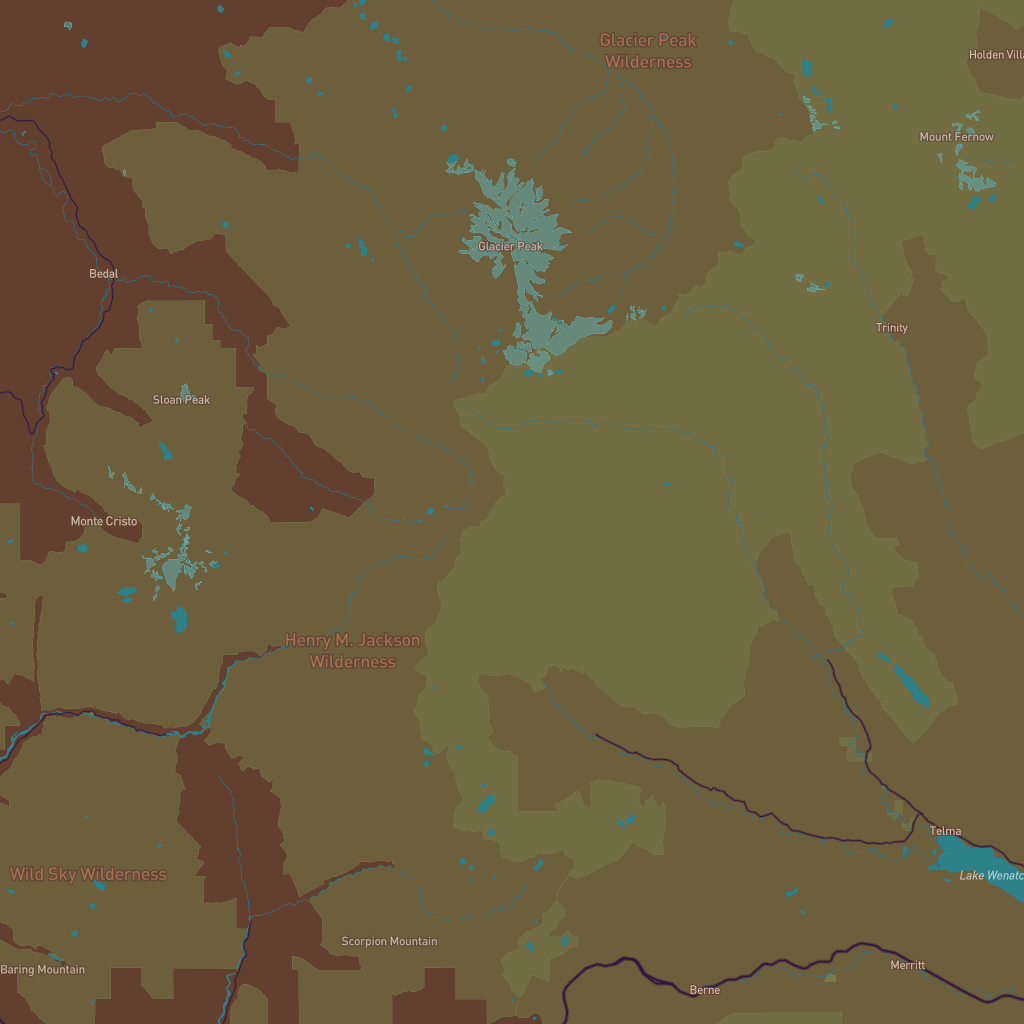 Glacier Peak
Wilderness
Holden Villa
Mount Fernow
Glacier Peak
Bedal
Trinity
Sloan Peak
Monte Cristo
Henry M. Jackson
Wilderness
Telma
Lake Wenatc
Wild Sky Wilderness
Scorpion Mountain
Baring Mountain
Merritt
Berne